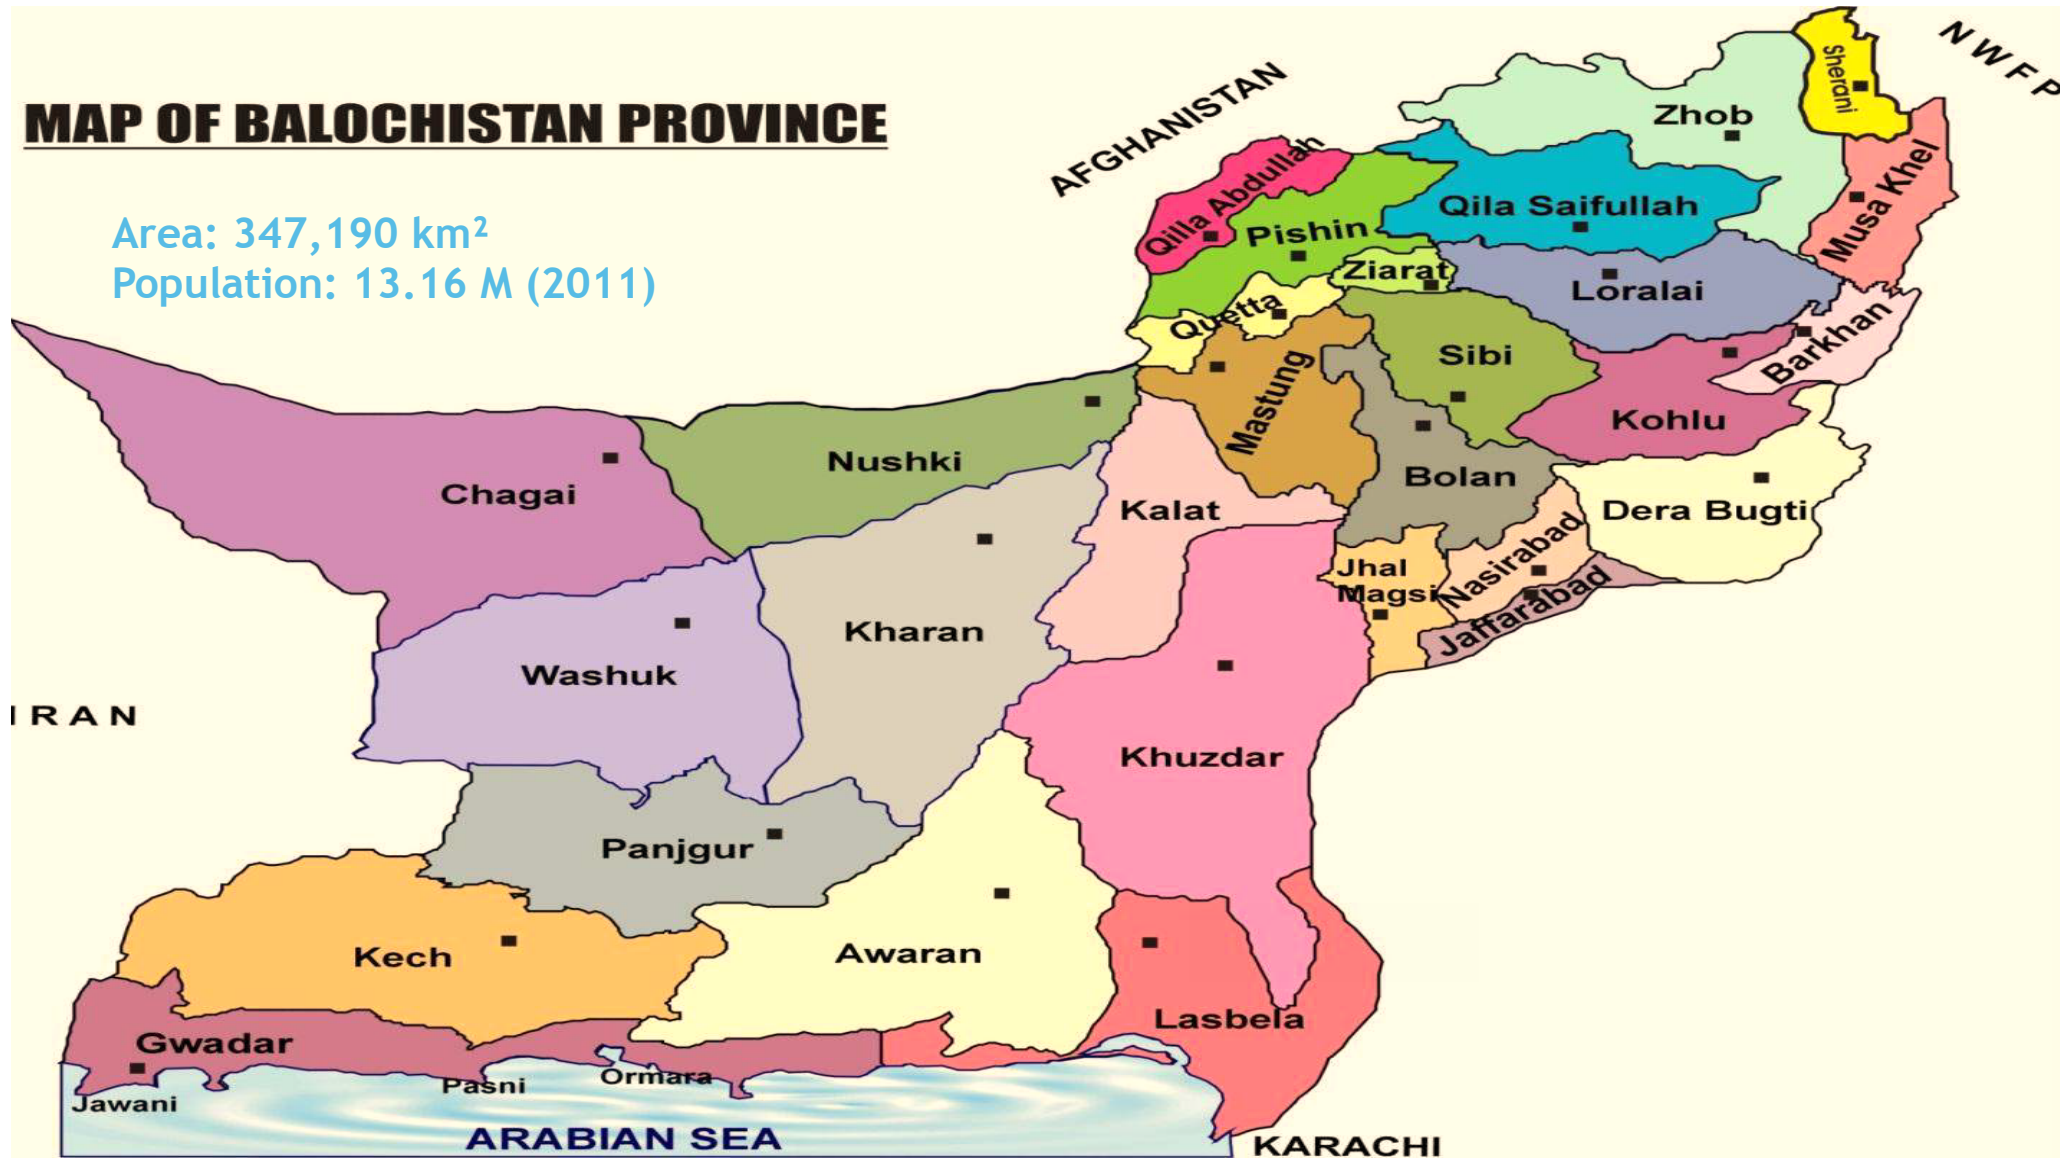 MAP OF BALOCHISTAN PROVINCE
Area: 347,190 km²
Population: 13.16 M (2011)
AFGHANISTAN
NWFP
Sherani
Zhob
Musa Khel
Qilla Abdullah
Pishin
Qila Saifullah
Ziarat
Loralai
Quetta
Barkhan
Sibi
Mastung
Kohlu
Nushki
Chagai
Bolan
Kalat
Dera Bugti
Nasirabad
Jhal
Magsi
Jaffarabad
Kharan
Washuk
IRAN
Khuzdar
Panjgur
Kech
Awaran
Lasbela
Gwadar
Pasni
Ormara
Jawani
ARABIAN SEA
KARACHI